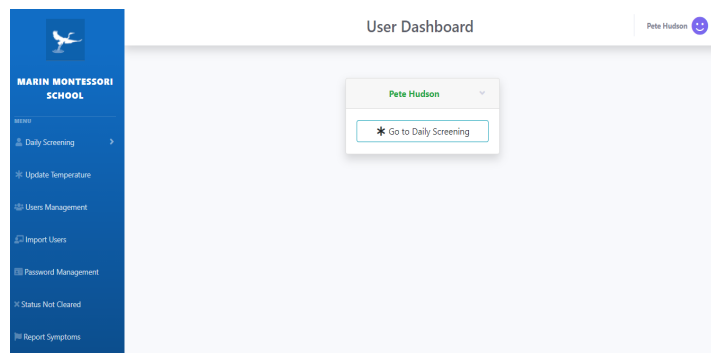 User Dashboard
Pete Hudson
MARIN MONTESSORI
SCHOOL
MENU
Daily Screening
Update Temperature
Users Management
Import Users
Password Management
Status Not Cleared
Report Symptoms
Pete Hudson
Go to Daily Screening